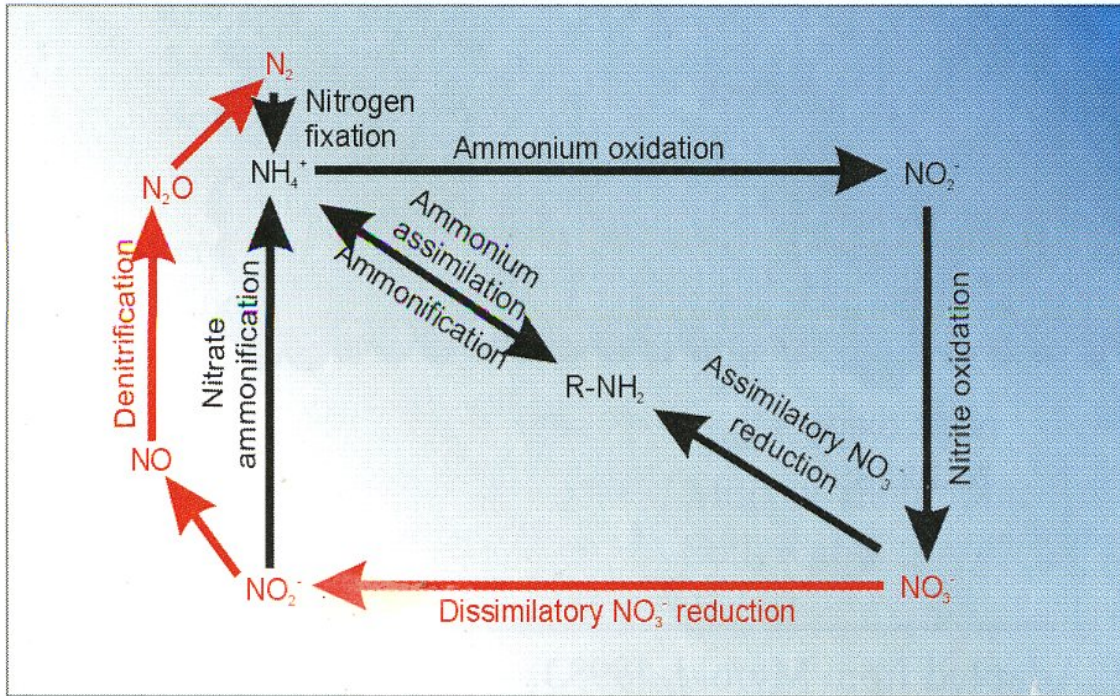 N₂
Nitrogen
fixation
N₂O
NH₄⁺
Ammonium oxidation
NO₂⁻
Ammonium
assimilation
Ammonification
Denitrification
Nitrate
ammonification
R-NH₂
Assimilatory NO₃⁻
reduction
Nitrite oxidation
NO
NO₂⁻
Dissimilatory NO₃⁻ reduction
NO₃⁻